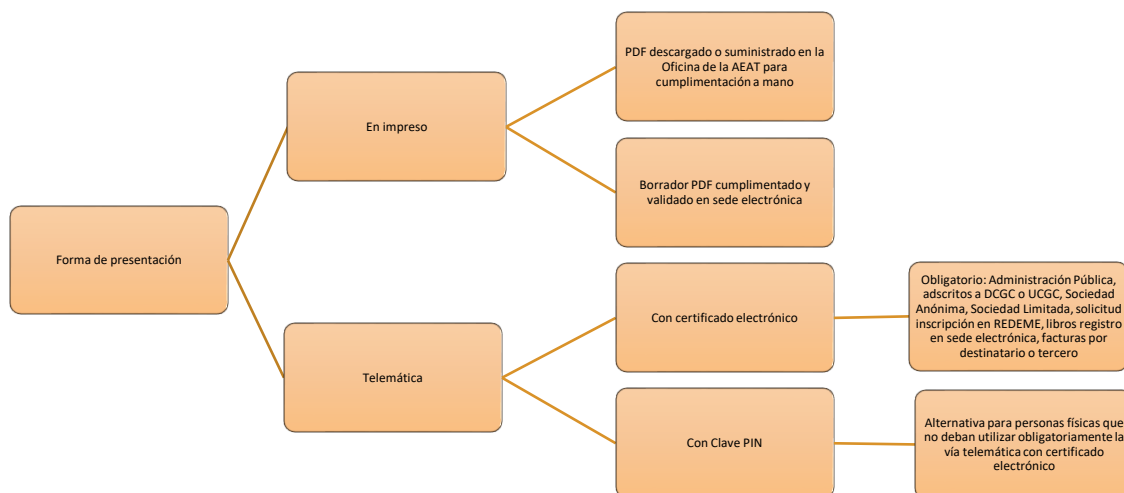 Forma de presentación
En impreso
PDF descargado o suministrado en la
Oficina de la AEAT para
cumplimentación a mano
Borrador PDF cumplimentado y
validado en sede electrónica
Telemática
Con certificado electrónico
Obligatorio: Administración Pública,
adscritos a DCGC o UCGC, Sociedad
Anónima, Sociedad Limitada, solicitud
inscripción en REDEME, libros registro
en sede electrónica, facturas por
destinatario o tercero
Con Clave PIN
Alternativa para personas físicas que
no deban utilizar obligatoriamente la
vía telemática con certificado
electrónico